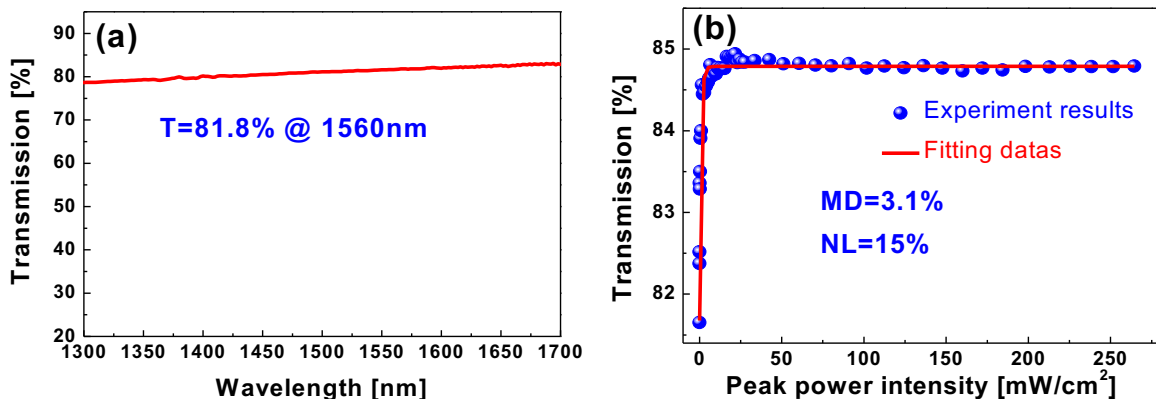 (a)
Transmission [%]
90
80
70
60
50
40
30
20
T=81.8% @ 1560nm
1300 1350 1400 1450 1500 1550 1600 1650 1700
Wavelength [nm]
(b)
Transmission [%]
85
84
83
82
Experiment results
Fitting datas
MD=3.1%
NL=15%
0 50 100 150 200 250
Peak power intensity [mW/cm²]